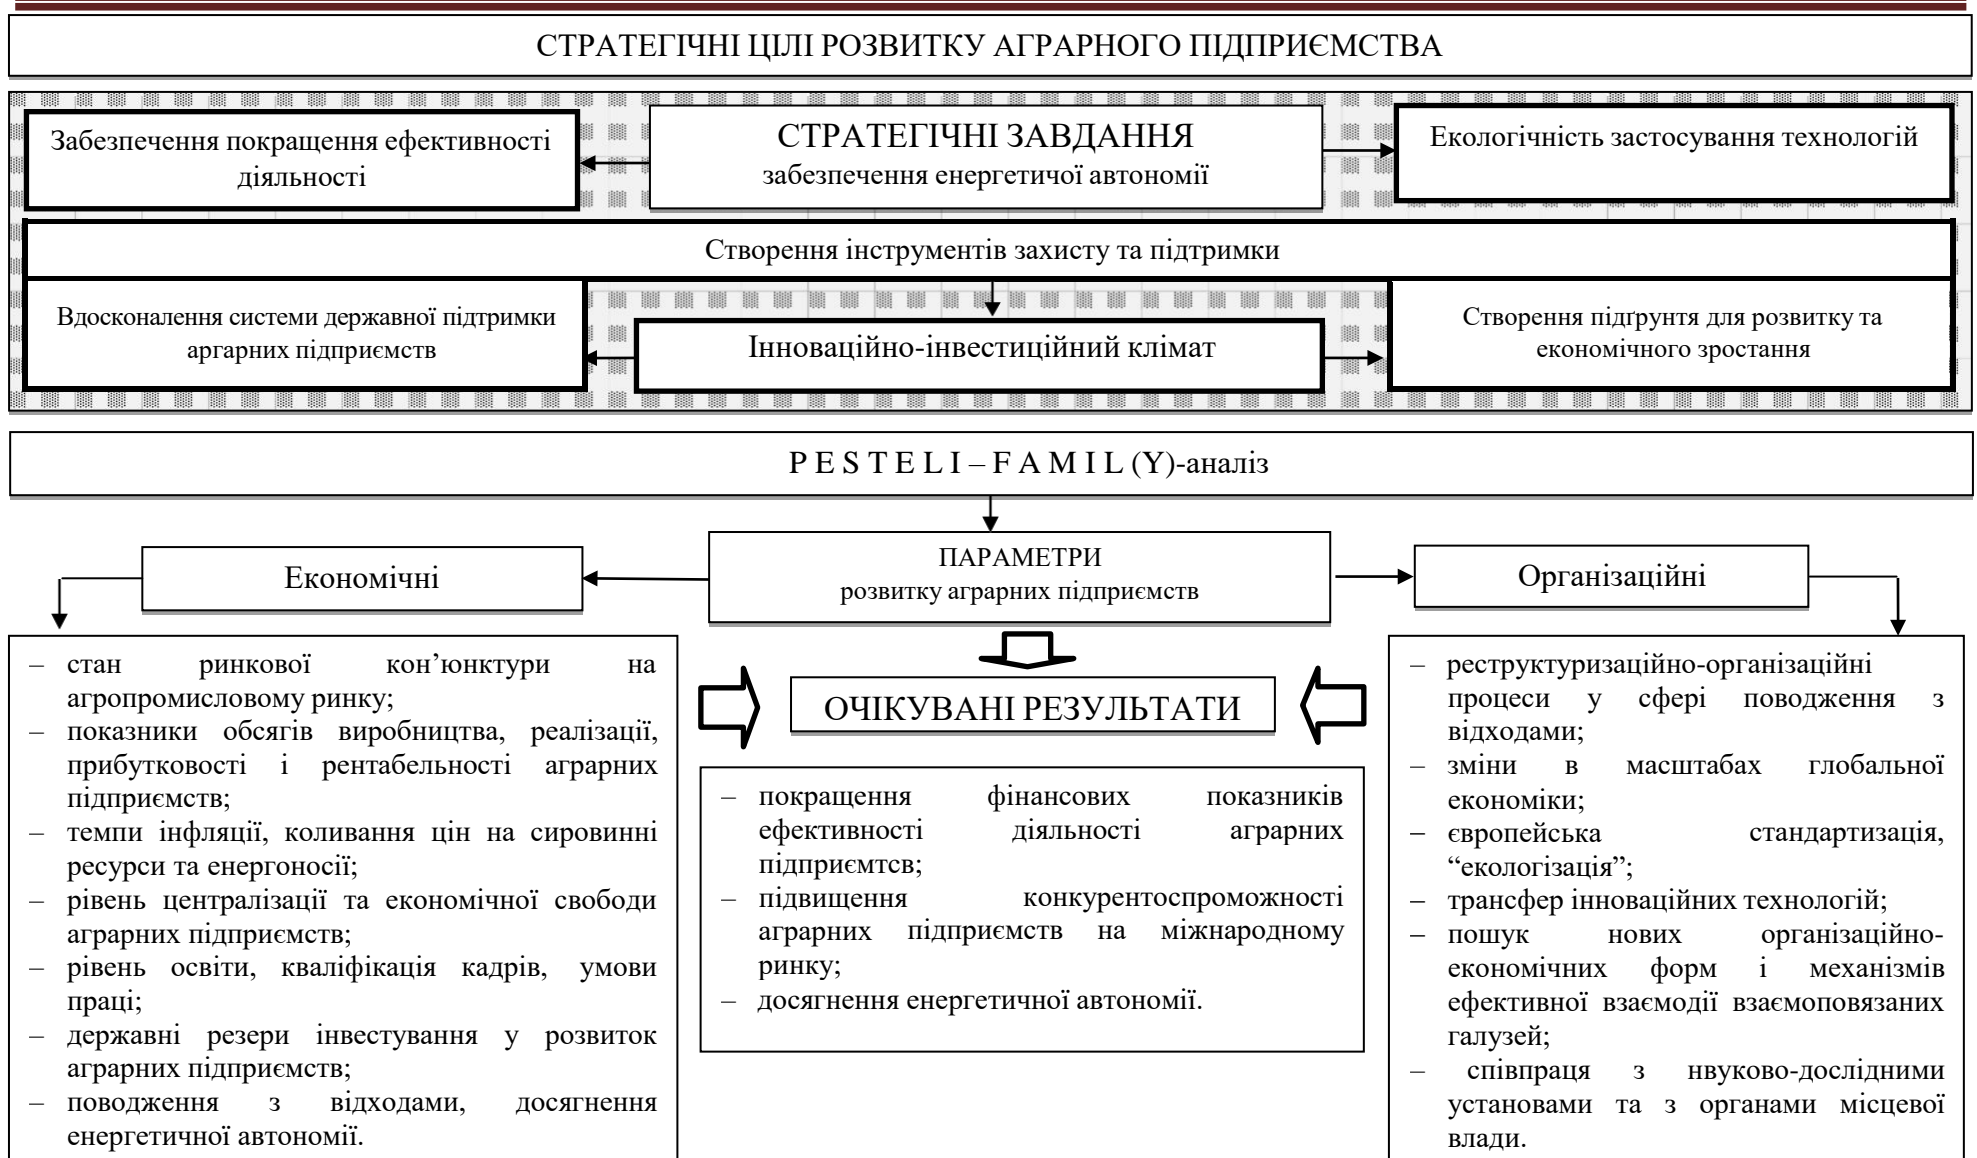 СТРАТЕГІЧНІ ЦІЛІ РОЗВИТКУ АГРАРНОГО ПІДПРИЄМСТВА
Забезпечення покращення ефективності
діяльності
СТРАТЕГІЧНІ ЗАВДАННЯ
забезпечення енергетичої автономії
Екологічність застосування технологій
Створення інструментів захисту та підтримки
Вдосконалення системи державної підтримки
аргарних підприємств
Інноваційно-інвестиційний клімат
Створення підґрунтя для розвитку та
економічного зростання
P E S T E L I – F A M I L (Y)-аналіз
Економічні
ПАРАМЕТРИ
розвитку аграрних підприємств
Організаційні
– стан ринкової кон’юнктури на
агропромисловому ринку;
– показники обсягів виробництва, реалізації,
прибутковості і рентабельності аграрних
підприємств;
– темпи інфляції, коливання цін на сировинні
ресурси та енергоносії;
– рівень централізації та економічної свободи
аграрних підприємств;
– рівень освіти, кваліфікація кадрів, умови
праці;
– державні резери інвестування у розвиток
аграрних підприємств;
– поводження з відходами, досягнення
енергетичної автономії.
ОЧІКУВАНІ РЕЗУЛЬТАТИ
– покращення фінансових показників
ефективності діяльності аграрних
підприємтсв;
– підвищення конкурентоспроможності
аграрних підприємств на міжнародному
ринку;
– досягнення енергетичної автономії.
– реструктуризаційно-організаційні
процеси у сфері поводження з
відходами;
– зміни в масштабах глобальної
економіки;
– європейська стандартизація,
“екологізація”;
– трансфер інноваційних технологій;
– пошук нових організаційно-
економічних форм і механізмів
ефективної взаємодії взаємоповязаних
галузей;
– співпраця з нвуково-дослідними
установами та з органами місцевої
влади.